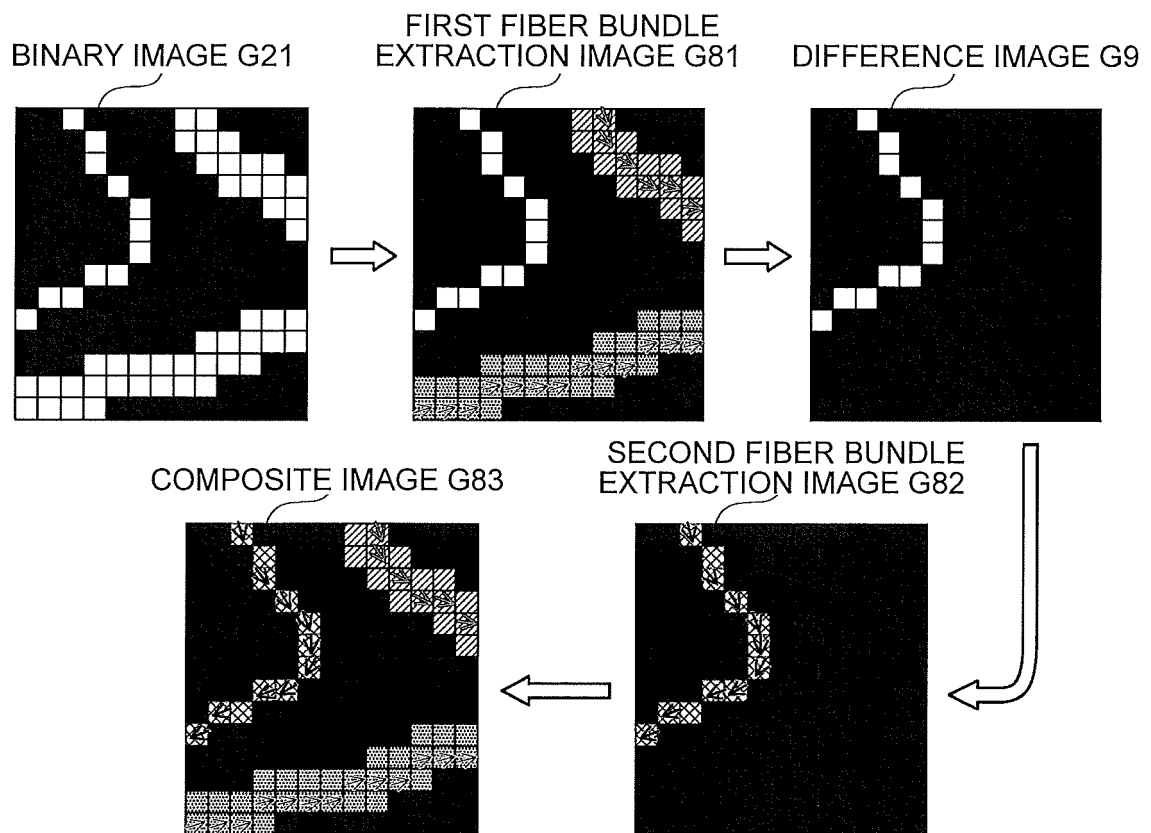 BINARY IMAGE G21
FIRST FIBER BUNDLE
EXTRACTION IMAGE G81
DIFFERENCE IMAGE G9
COMPOSITE IMAGE G83
SECOND FIBER BUNDLE
EXTRACTION IMAGE G82